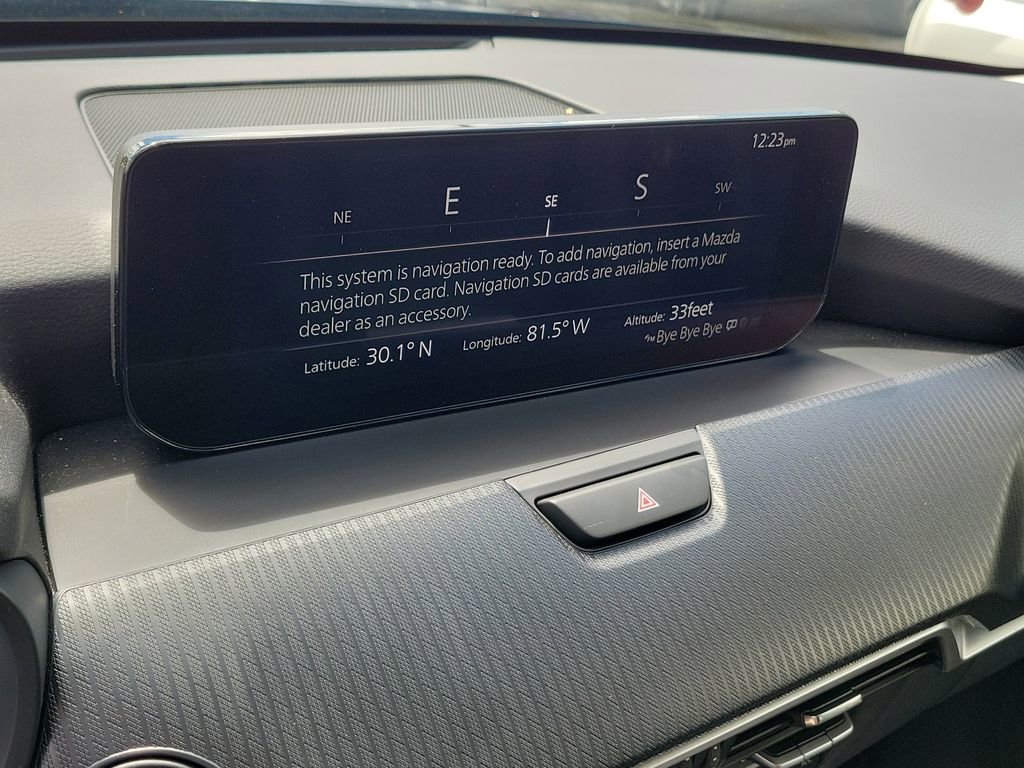 12:23pm
NE E SE S SW
This system is navigation ready. To add navigation, insert a Mazda
navigation SD card. Navigation SD cards are available from your
dealer as an accessory.
Latitude: 30.1° N Longitude: 81.5° W Altitude: 33feet
Bye Bye Bye